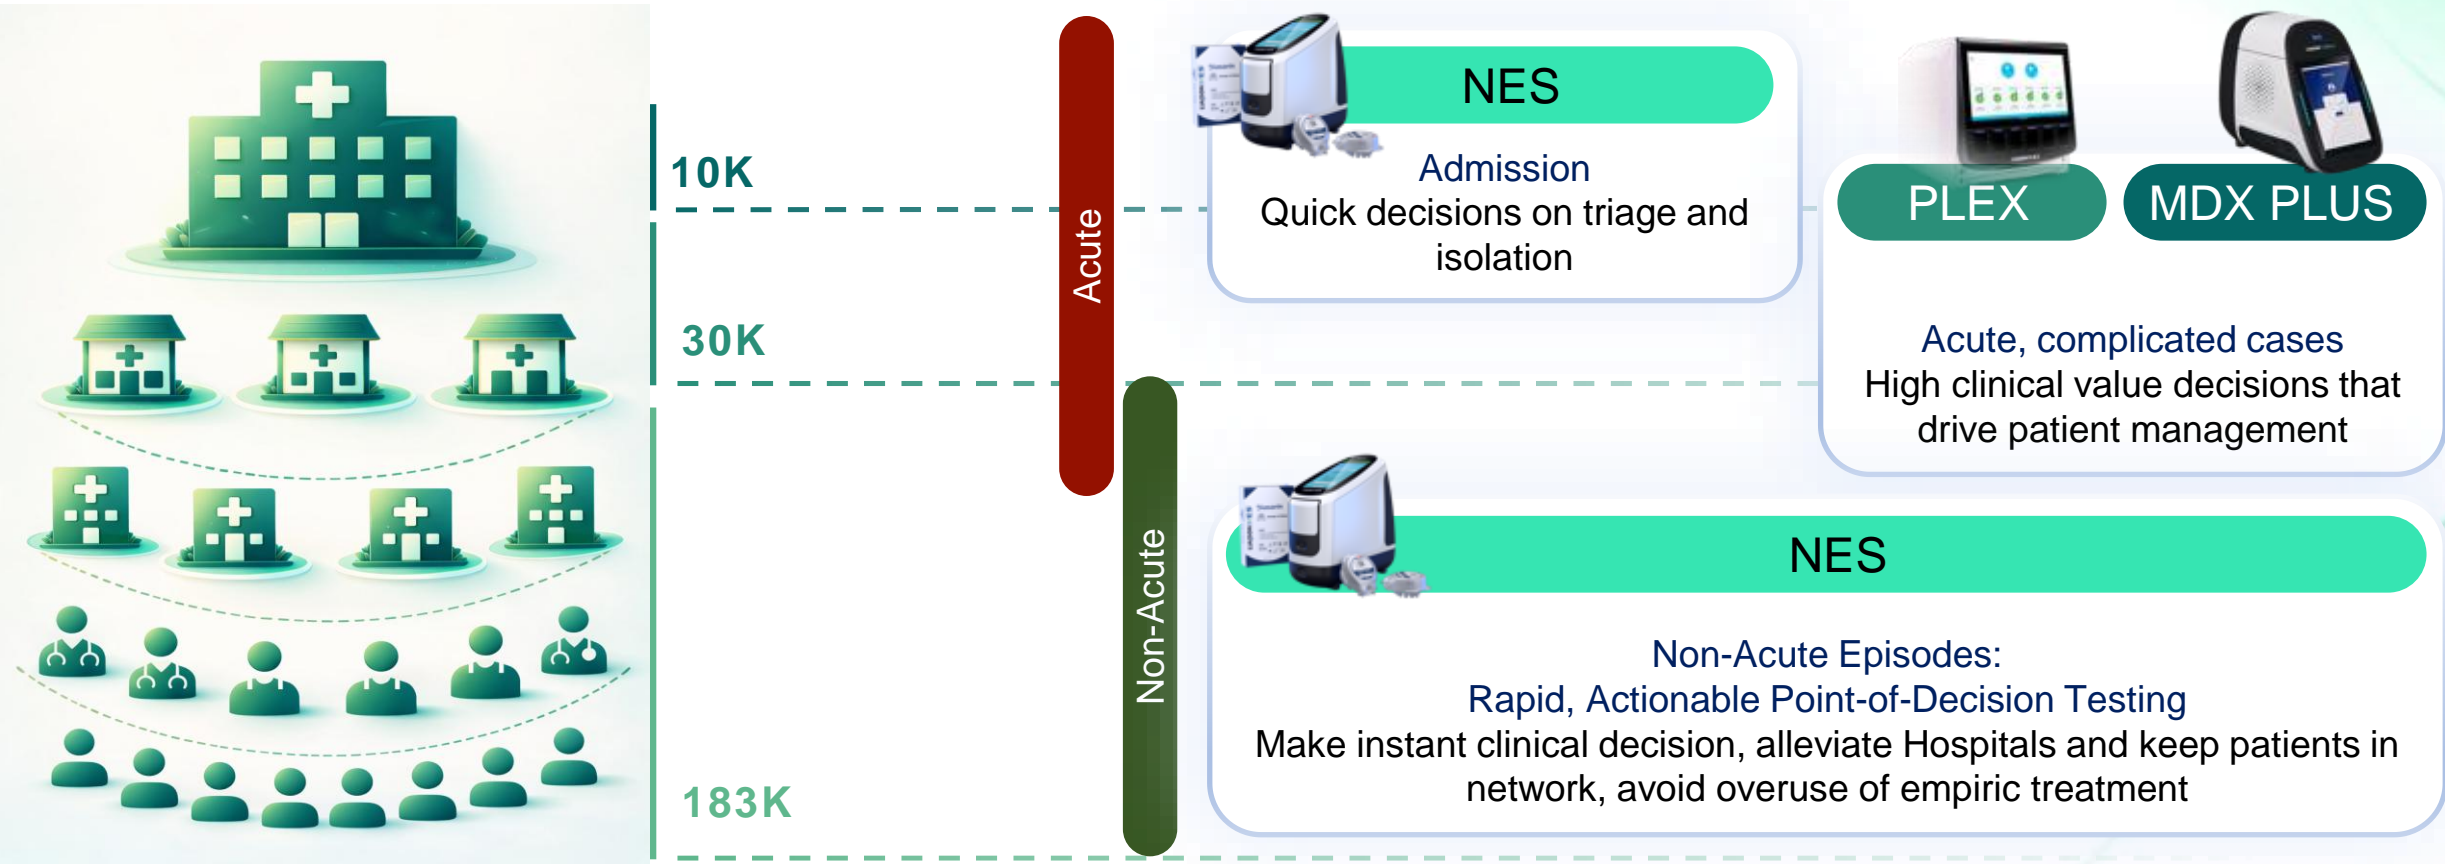 10K
30K
183K
Acute
Non-Acute
NES
Admission
Quick decisions on triage and
isolation
PLEX
MDX PLUS
Acute, complicated cases
High clinical value decisions that
drive patient management
NES
Non-Acute Episodes:
Rapid, Actionable Point-of-Decision Testing
Make instant clinical decision, alleviate Hospitals and keep patients in
network, avoid overuse of empiric treatment